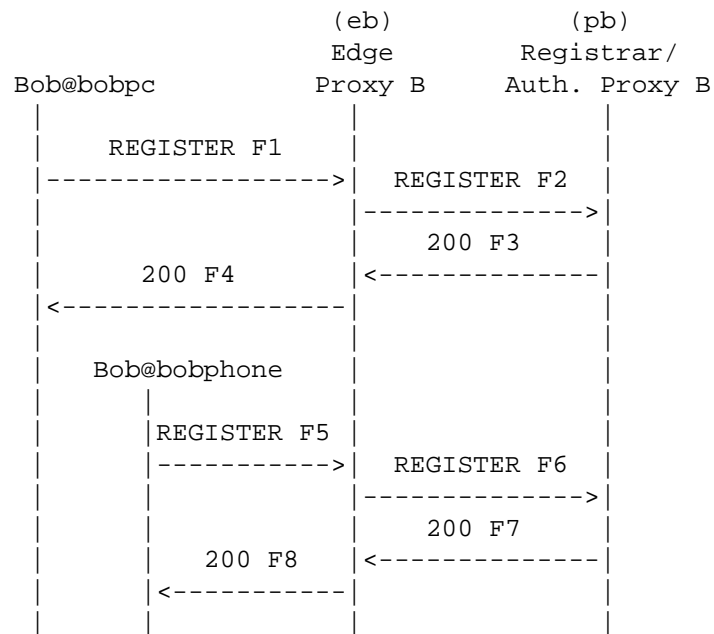 (eb) (pb)
Edge Registrar/
Bob@bobpc Proxy B Auth. Proxy B
REGISTER F1
REGISTER F2
200 F3
200 F4
Bob@bobphone
REGISTER F5
REGISTER F6
200 F7
200 F8